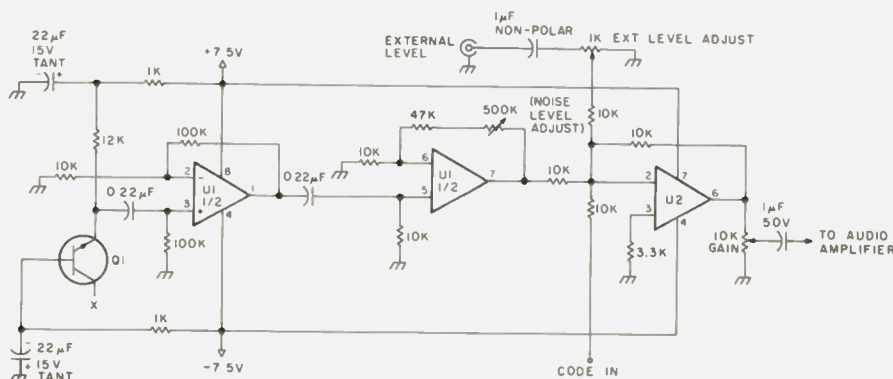 22µF
15V
TANT
- +
1K
+7.5V
EXTERNAL
LEVEL
1µF
NON-POLAR
1K EXT LEVEL ADJUST
12K
100K
10K
2
-
8
U1
1/2
1
3
+
4
0.22µF
100K
Q1
X
0.22µF
47K
500K
(NOISE
LEVEL
ADJUST)
10K
6
U1
1/2
7
5
10K
10K
10K
10K
10K
2
7
U2
6
3
4
3.3K
10K
GAIN
1µF
50V
TO AUDIO
AMPLIFIER
1K
-7.5V
-
22µF
+ 15V
TANT
CODE IN